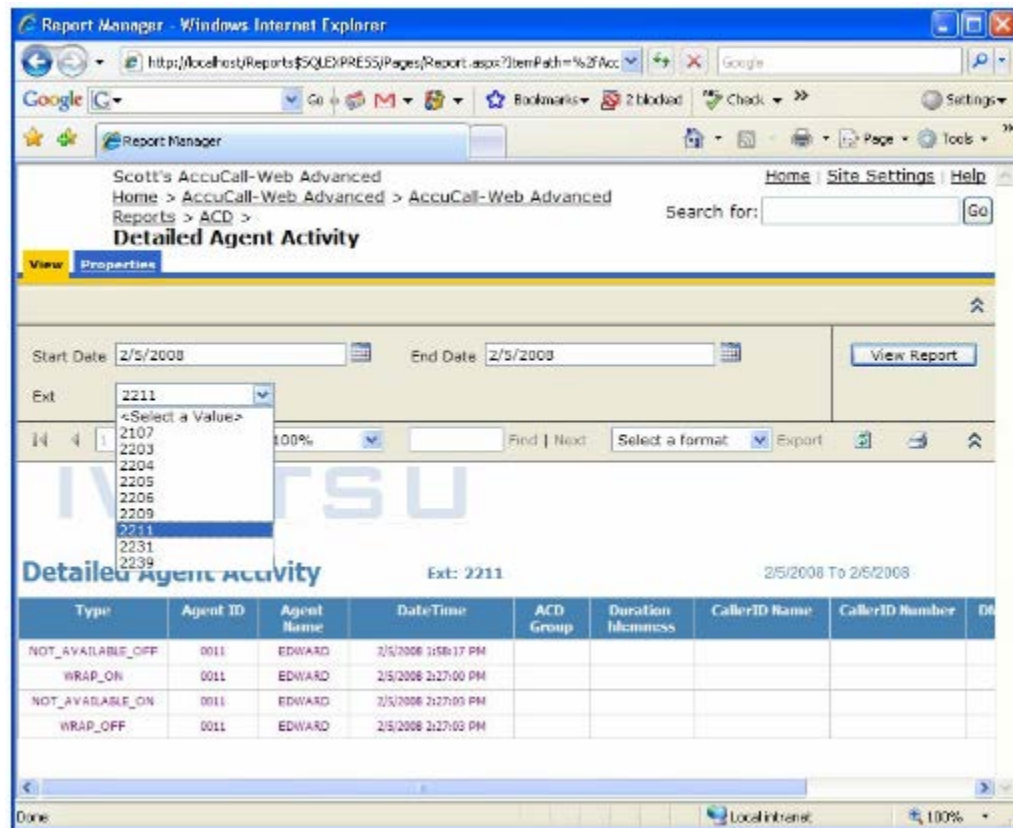 Report Manager - Windows Internet Explorer
http://localhost/Reports$SQLEXPRESS/Pages/Report.aspx?ItemPath=%2fAcc
Google
Google
G
Go
Bookmarks
2 blocked
Check
Settings
Report Manager
Page
Tools
Scott's AccuCall-Web Advanced
Home | Site Settings | Help
Home > AccuCall-Web Advanced > AccuCall-Web Advanced
Reports > ACD >
Search for:
Go
Detailed Agent Activity
View
Properties
Start Date 2/5/2008
End Date 2/5/2008
View Report
Ext 2211
<Select a Value>
2107
2203
2204
2205
2206
2209
2211
2231
2239
1
100%
Find | Next
Select a format
Export
TSU
Detailed Agent Activity
Ext: 2211
2/5/2008 To 2/5/2008
Type Agent ID Agent Name DateTime ACD Group Duration hh:mm:ss CallerID Name CallerID Number
NOT_AVAILABLE_OFF 0011 EDWARD 2/5/2008 1:58:17 PM
WRAP_ON 0011 EDWARD 2/5/2008 2:27:00 PM
NOT_AVAILABLE_ON 0011 EDWARD 2/5/2008 2:27:03 PM
WRAP_OFF 0011 EDWARD 2/5/2008 2:27:03 PM
Done
Local intranet
100%